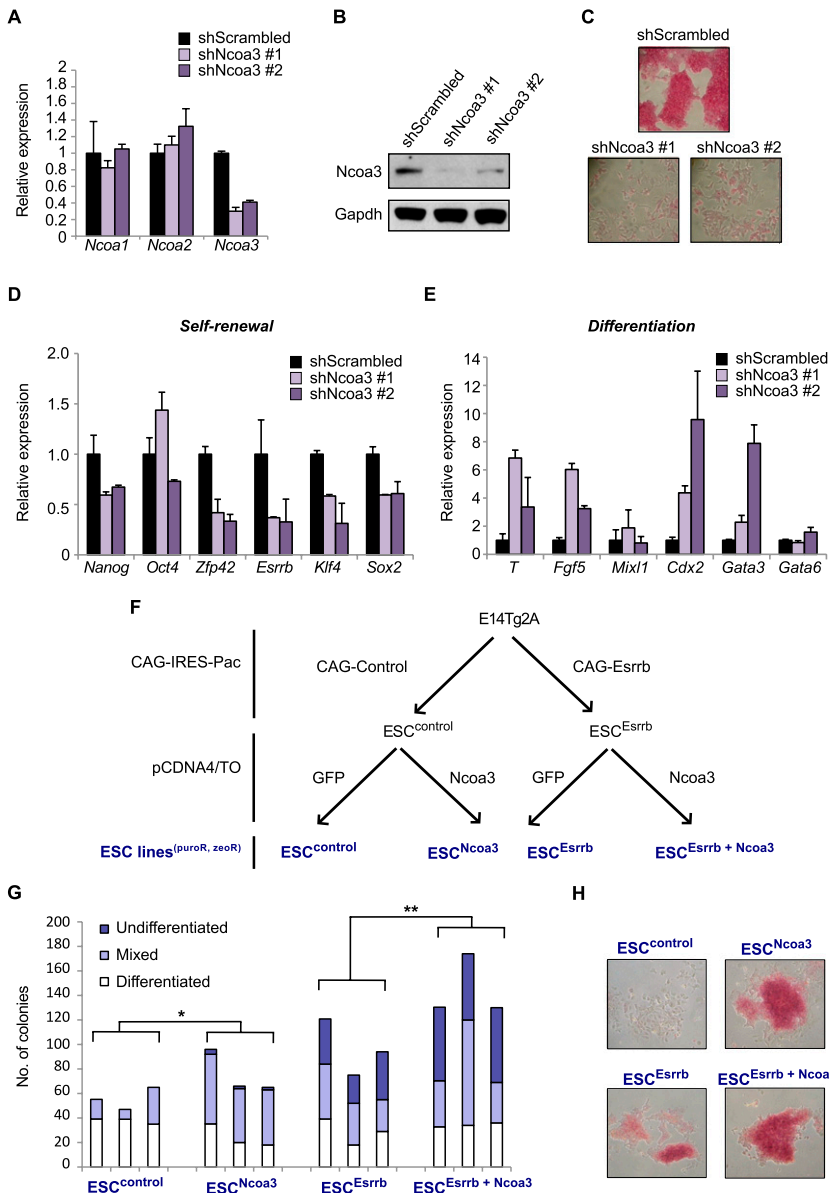 A
shScrambled
shNcoa3 #1
shNcoa3 #2
Relative expression
2
1.8
1.6
1.4
1.2
1
0.8
0.6
0.4
0.2
0
Ncoa1
Ncoa2
Ncoa3
B
shScrambled
shNcoa3 #1
shNcoa3 #2
Ncoa3
Gapdh
C
shScrambled
shNcoa3 #1
shNcoa3 #2
D
Self-renewal
shScrambled
shNcoa3 #1
shNcoa3 #2
Relative expression
2.0
1.5
1.0
0.5
0
Nanog
Oct4
Zfp42
Esrrb
Klf4
Sox2
E
Differentiation
shScrambled
shNcoa3 #1
shNcoa3 #2
Relative expression
14
12
10
8
6
4
2
0
T
Fgf5
Mixl1
Cdx2
Gata3
Gata6
F
E14Tg2A
CAG-IRES-Pac
CAG-Control
CAG-Esrrb
ESCcontrol
ESCEsrrb
pCDNA4/TO
GFP
Ncoa3
GFP
Ncoa3
ESC lines(puroR, zeoR)
ESCcontrol
ESCNcoa3
ESCEsrrb
ESCEsrrb + Ncoa3
G
Undifferentiated
Mixed
Differentiated
No. of colonies
200
180
160
140
120
100
80
60
40
20
0
*
**
ESCcontrol
ESCNcoa3
ESCEsrrb
ESCEsrrb + Ncoa3
H
ESCcontrol
ESCNcoa3
ESCEsrrb
ESCEsrrb + Ncoa